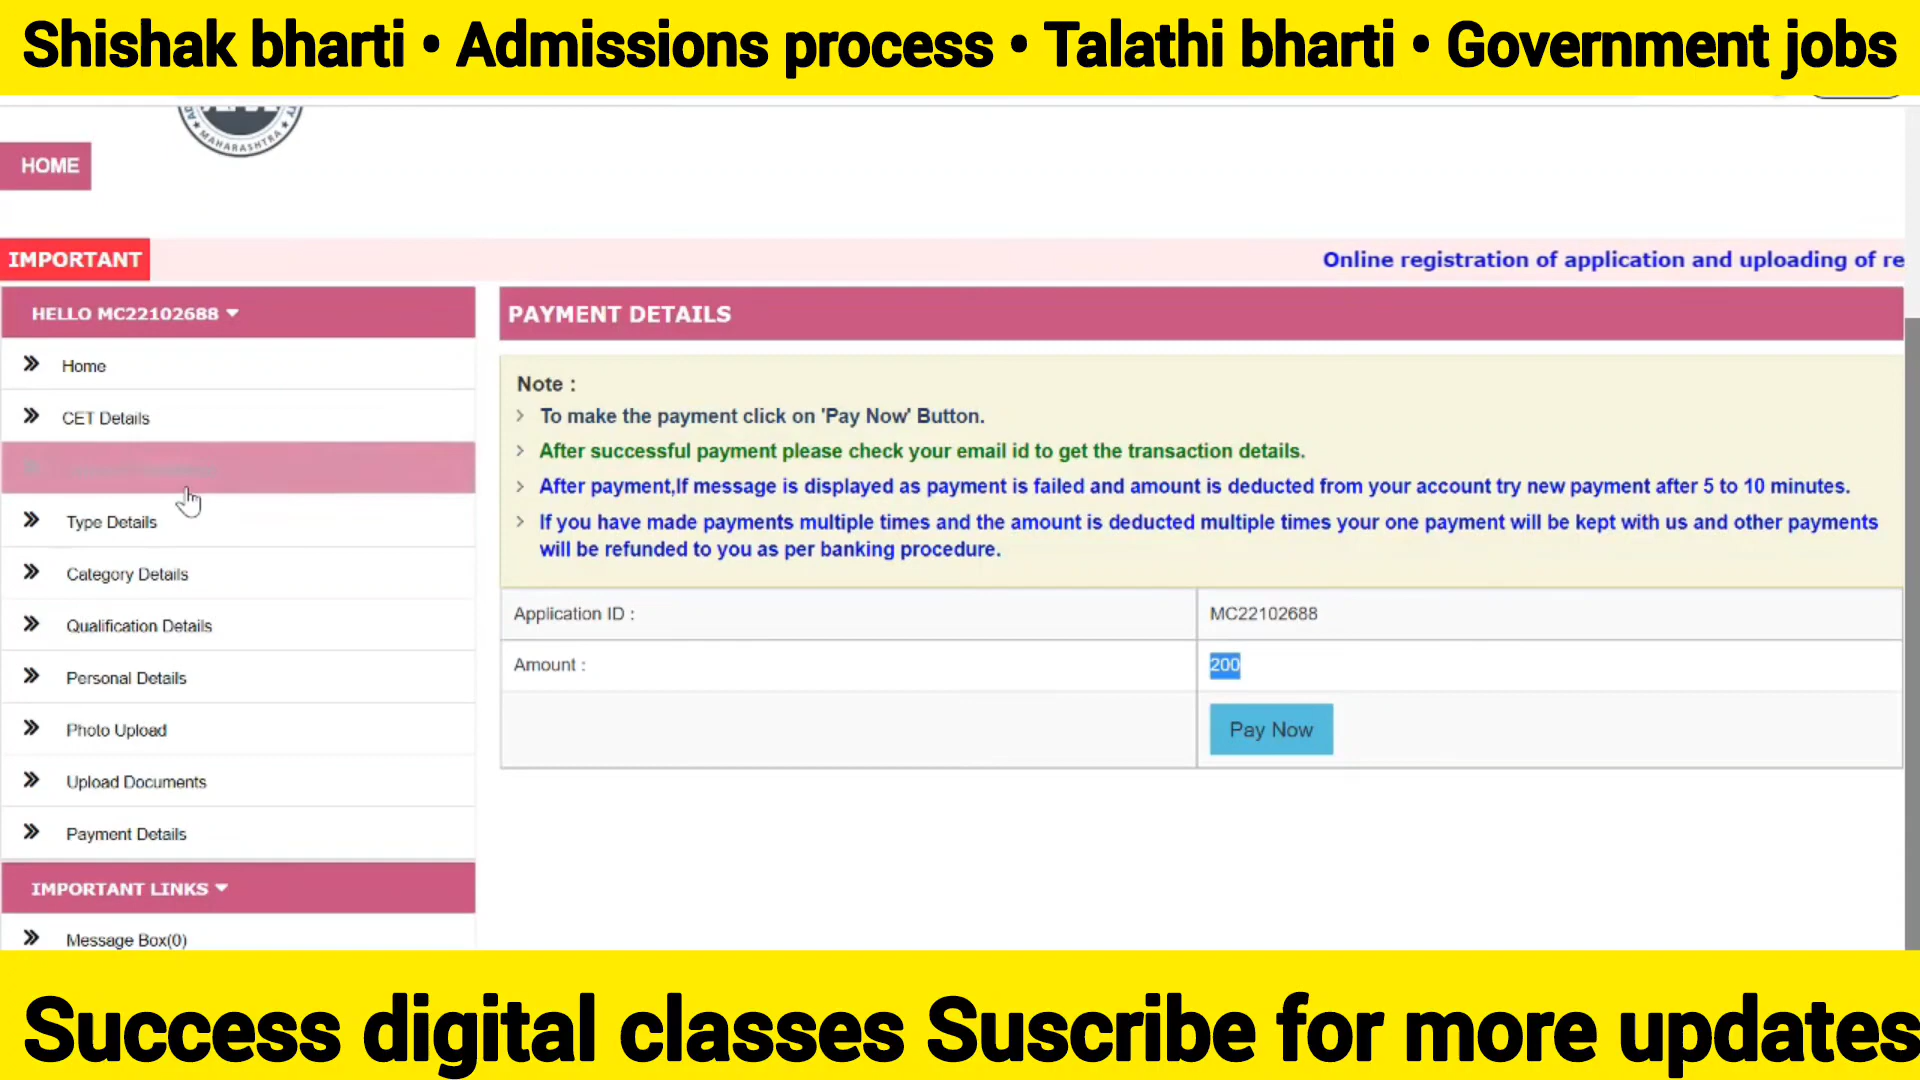 Shishak bharti • Admissions process • Talathi bharti • Government jobs
MAHARASHTRA
HOME
IMPORTANT
Online registration of application and uploading of re
HELLO MC22102688
Home
CET Details
Type Details
Category Details
Qualification Details
Personal Details
Photo Upload
Upload Documents
Payment Details
IMPORTANT LINKS
Message Box(0)
PAYMENT DETAILS
Note :
To make the payment click on 'Pay Now' Button.
After successful payment please check your email id to get the transaction details.
After payment,If message is displayed as payment is failed and amount is deducted from your account try new payment after 5 to 10 minutes.
If you have made payments multiple times and the amount is deducted multiple times your one payment will be kept with us and other payments
will be refunded to you as per banking procedure.
Application ID : MC22102688
Amount : 200
Pay Now
Success digital classes Suscribe for more updates